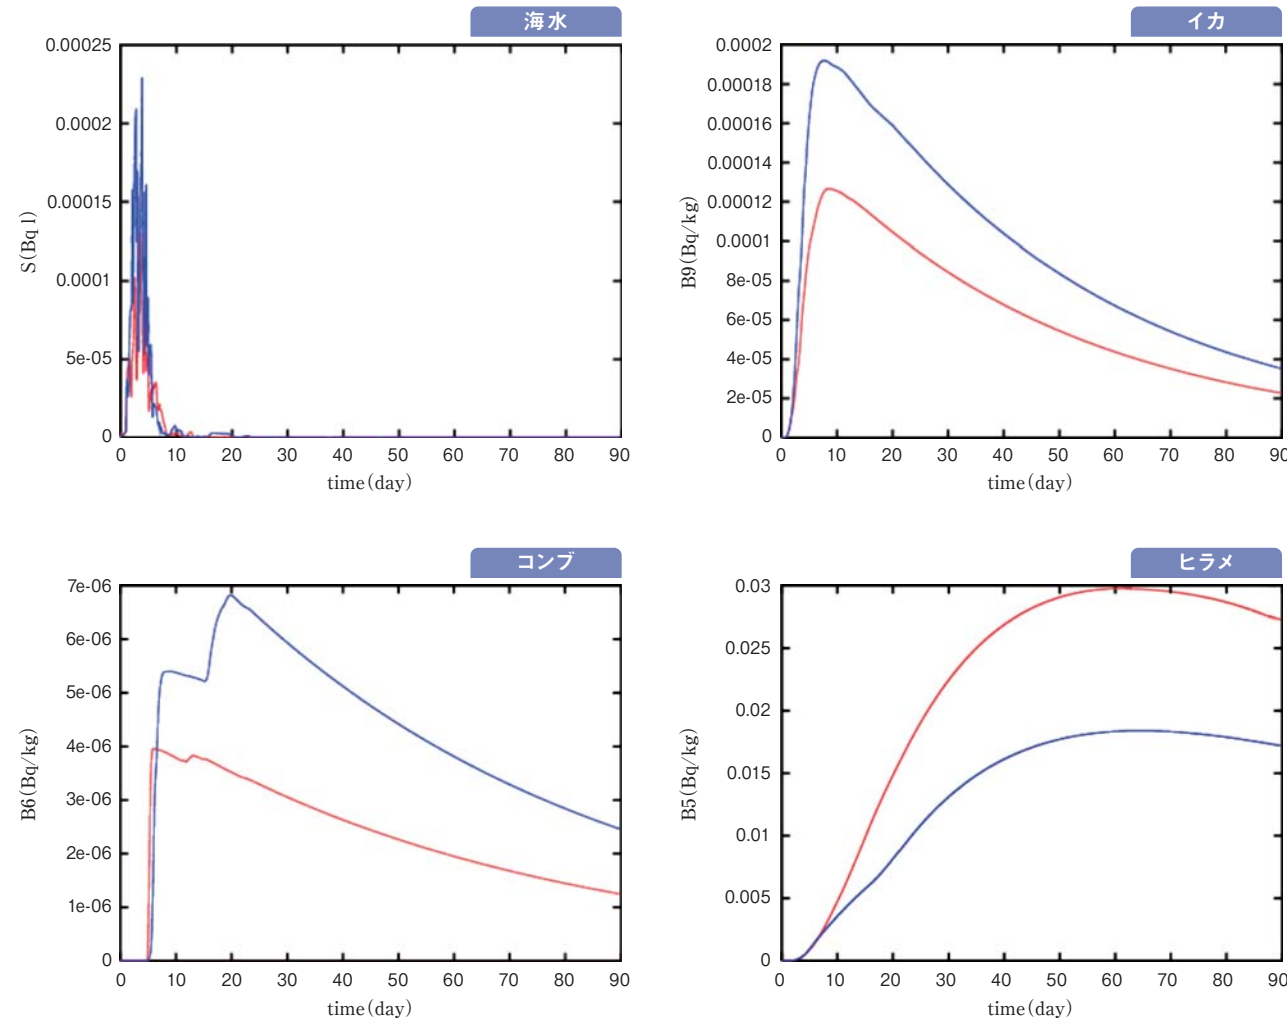 海水
0.00025
0.0002
0.00015
0.0001
5e-05
0
S(Bq l)
0 10 20 30 40 50 60 70 80 90
time(day)
イカ
0.0002
0.00018
0.00016
0.00014
0.00012
0.0001
8e-05
6e-05
4e-05
2e-05
0
B9(Bq/kg)
0 10 20 30 40 50 60 70 80 90
time(day)
コンブ
7e-06
6e-06
5e-06
4e-06
3e-06
2e-06
1e-06
0
B6(Bq/kg)
0 10 20 30 40 50 60 70 80 90
time(day)
ヒラメ
0.03
0.025
0.02
0.015
0.01
0.005
0
B5(Bq/kg)
0 10 20 30 40 50 60 70 80 90
time(day)